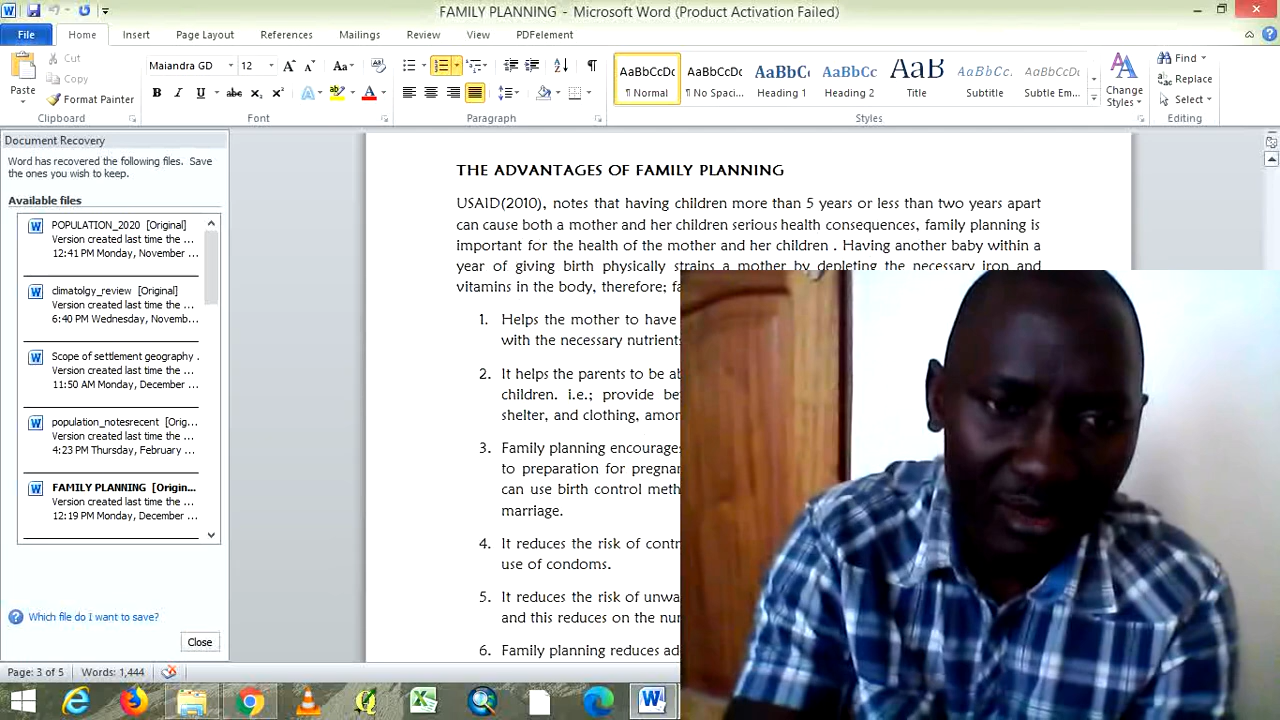 FAMILY PLANNING - Microsoft Word (Product Activation Failed)
File Home Insert Page Layout References Mailings Review View PDFelement
Paste
Cut
Copy
Format Painter
Clipboard
Maiandra GD 12
Font
Paragraph
AaBbCcDc AaBbCcDc AaBbC AaBbCc AaB AaBbCcL AaBbCcDc
¶ Normal ¶ No Spaci... Heading 1 Heading 2 Title Subtitle Subtle Em...
Styles
Change
Styles
Find
Replace
Select
Editing
Document Recovery
Word has recovered the following files. Save
the ones you wish to keep.
Available files
POPULATION_2020 [Original]
Version created last time the ...
12:41 PM Monday, November
climatolgy_review [Original]
Version created last time the ...
6:40 PM Wednesday, Novemb...
Scope of settlement geography .
Version created last time the ...
11:50 AM Monday, December ...
population_notesrecent [Orig...
Version created last time the ...
4:23 PM Thursday, February ...
FAMILY PLANNING [Origin...
Version created last time the ...
12:19 PM Monday, December ...
Which file do I want to save?
Close
THE ADVANTAGES OF FAMILY PLANNING
USAID(2010), notes that having children more than 5 years or less than two years apart
can cause both a mother and her children serious health consequences, family planning is
important for the health of the mother and her children . Having another baby within a
year of giving birth physically strains a mother by depleting the necessary iron and
vitamins in the body, therefore;
1. Helps the mother to have
with the necessary nutrients
2. It helps the parents to be
children. i.e.; provide
shelter, and clothing,
3. Family planning encourages
to preparation for
can use birth control
marriage.
4. It reduces the risk of
use of condoms.
5. It reduces the risk of
and this reduces on the
6. Family planning reduces
Page: 3 of 5 Words: 1,444